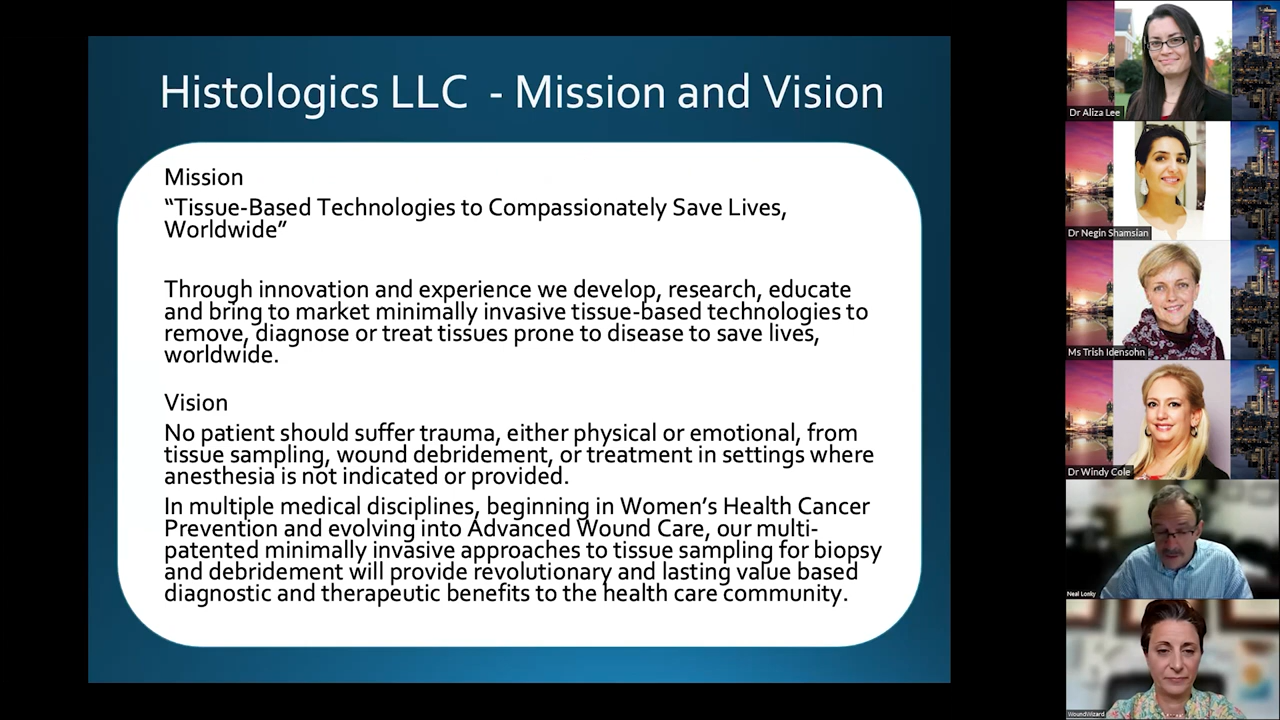 Histologics LLC - Mission and Vision
Mission
“Tissue-Based Technologies to Compassionately Save Lives,
Worldwide”
Through innovation and experience we develop, research, educate
and bring to market minimally invasive tissue-based technologies to
remove, diagnose or treat tissues prone to disease to save lives,
worldwide.
Vision
No patient should suffer trauma, either physical or emotional, from
tissue sampling, wound debridement, or treatment in settings where
anesthesia is not indicated or provided.
In multiple medical disciplines, beginning in Women’s Health Cancer
Prevention and evolving into Advanced Wound Care, our multi-
patented minimally invasive approaches to tissue sampling for biopsy
and debridement will provide revolutionary and lasting value based
diagnostic and therapeutic benefits to the health care community.
Dr Aliza Lee
Dr Negin Shamsian
Ms Trish Idensohn
Dr Windy Cole
Neal Lonky
WoundWizard